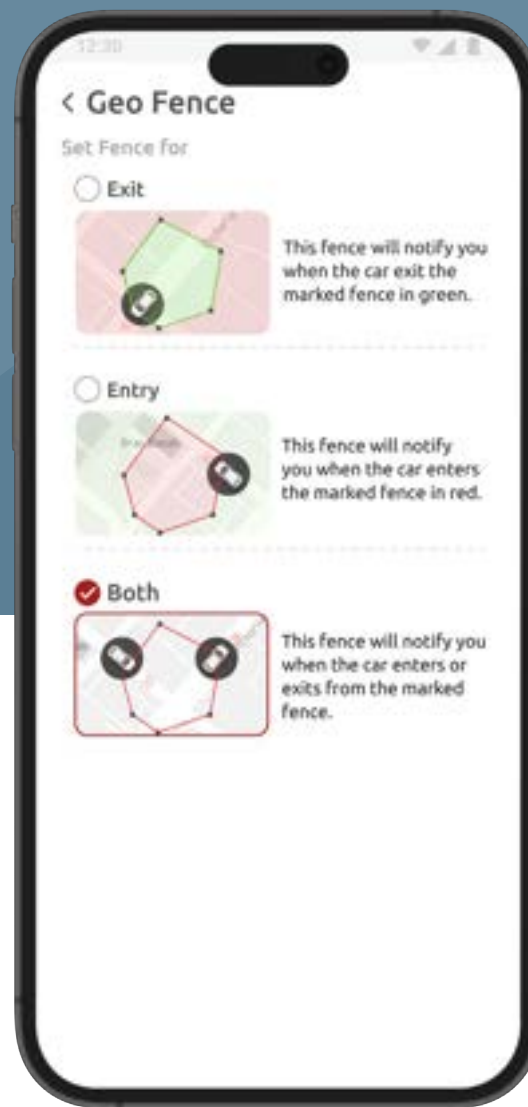 12:30
Geo Fence
Set Fence for
Exit
This fence will notify you
when the car exit the
marked fence in green.
Entry
This fence will notify
you when the car enters
the marked fence in red.
Both
This fence will notify you
when the car enters or
exits from the marked
fence.